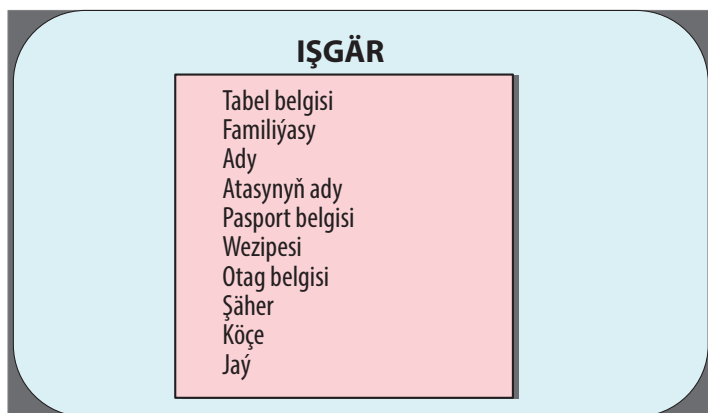 IŞGÄR
Tabel belgisi
Familiýasy
Ady
Atasynyň ady
Pasport belgisi
Wezipesi
Otag belgisi
Şäher
Köçe
Jaý